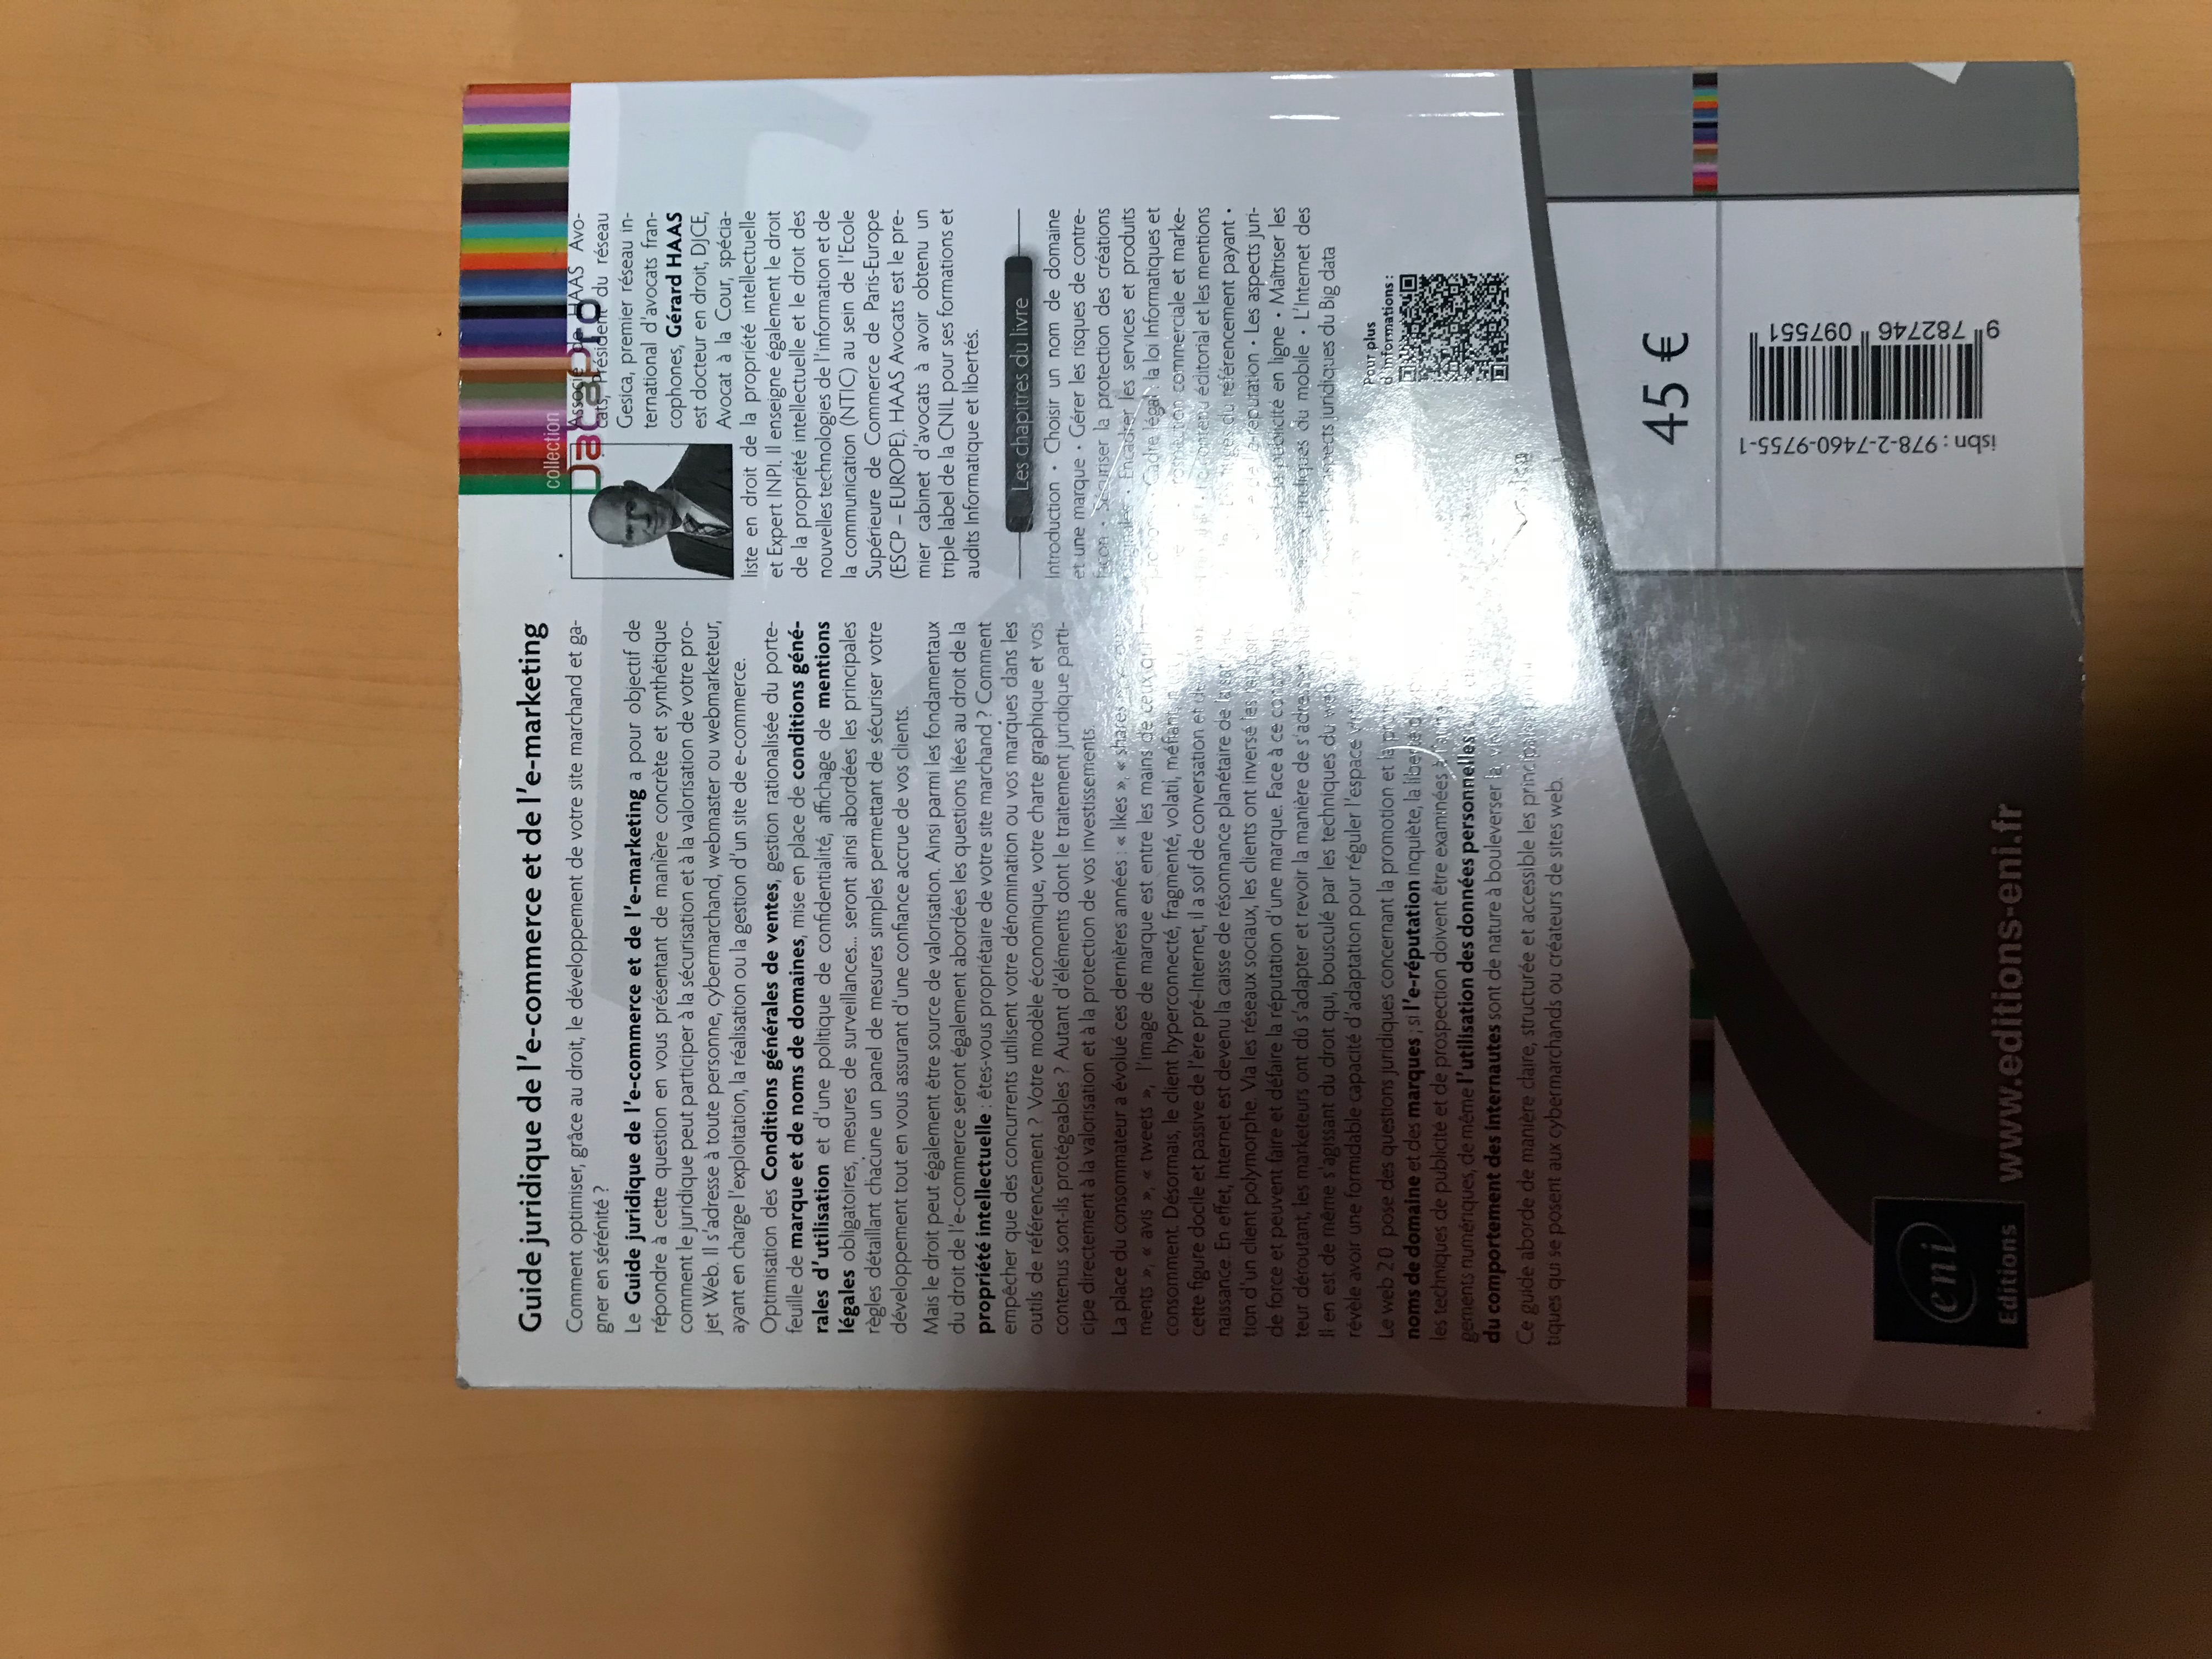 Guide juridique de l'e-commerce et de l'e-marketing
Comment optimiser, grâce au droit, le développement de votre site marchand et ga-
gner en sérénité ?
Le Guide juridique de l'e-commerce et de l'e-marketing a pour objectif de
répondre à cette question en vous présentant de manière concrète et synthétique
comment le juridique peut participer à la sécurisation et à la valorisation de votre pro-
jet Web. Il s'adresse à toute personne, cybermarchand, webmaster ou webmarketeur,
ayant en charge l'exploitation, la réalisation ou la gestion d'un site de e-commerce.
Optimisation des Conditions générales de ventes, gestion rationalisée du porte-
feuille de marque et de noms de domaines, mise en place de conditions géné-
rales d'utilisation et d'une politique de confidentialité, affichage de mentions
légales obligatoires, mesures de surveillances... seront ainsi abordées les principales
règles détaillant chacune un panel de mesures simples permettant de sécuriser votre
développement tout en vous assurant d'une confiance accrue de vos clients.
Mais le droit peut également être source de valorisation. Ainsi parmi les fondamentaux
du droit de l'e-commerce seront également abordées les questions liées au droit de la
propriété intellectuelle : êtes-vous propriétaire de votre site marchand ? Comment
empêcher que des concurrents utilisent votre dénomination ou vos marques dans les
outils de référencement ? Votre modèle économique, votre charte graphique et vos
contenus sont-ils protégeables ? Autant d'éléments dont le traitement juridique parti-
cipe directement à la valorisation et à la protection de vos investissements.
La place du consommateur a évolué ces dernières années : « likes », « shares »
ments », « avis », « tweets », l'image de marque est entre les mains de ceux qui
consomment. Désormais, le client hyperconnecté, fragmenté, volatil, méfiant,
cette figure docile et passive de l'ère pré-Internet, il a soif de conversation et de
naissance. En effet, Internet est devenu la caisse de résonnance planétaire de la
tion d'un client polymorphe. Via les réseaux sociaux, les clients ont inversé les rapports
de force et peuvent faire et défaire la réputation d'une marque. Face à ce
teur déroutant, les marketeurs ont dû s'adapter et revoir la manière de
Il en est de même s'agissant du droit qui, bousculé par les techniques du web 2.0
révèle avoir une formidable capacité d'adaptation pour réguler l'espace
Le web 2.0 pose des questions juridiques concernant la promotion et la
noms de domaine et des marques ; si l'e-réputation inquiète, la
les techniques de publicité et de prospection doivent être examinées à
gements numériques, de même l'utilisation des données personnelles
du comportement des internautes sont de nature à bouleverser la
Ce guide aborde de manière claire, structurée et accessible les
tiques qui se posent aux cybermarchands ou créateurs de sites web.
collection
DataPro
Associé de HAAS Avo-
cats, Président du réseau
Gesica, premier réseau in-
ternational d'avocats fran-
cophones, Gérard HAAS
est docteur en droit, DJCE,
Avocat à la Cour, spécia-
liste en droit de la propriété intellectuelle
et Expert INPI. Il enseigne également le droit
de la propriété intellectuelle et le droit des
nouvelles technologies de l'information et de
la communication (NTIC) au sein de l'Ecole
Supérieure de Commerce de Paris-Europe
(ESCP – EUROPE). HAAS Avocats est le pre-
mier cabinet d'avocats à avoir obtenu un
triple label de la CNIL pour ses formations et
audits Informatique et libertés.
Les chapitres du livre
Introduction • Choisir un nom de domaine
et une marque • Gérer les risques de contre-
façon • Sécuriser la protection des créations
originales • Encadrer les services et produits
• Cadre légal : la loi Informatiques et
commerciale et marke-
contenu éditorial et les mentions
du référencement payant •
de l'e-réputation • Les aspects juri-
de la publicité en ligne • Maîtriser les
juridiques du mobile • L'Internet des
aspects juridiques du Big data
Pour plus
d'informations :
45 €
isbn : 978-2-7460-9755-1
9 782746 097551
eni
Editions
www.editions-eni.fr